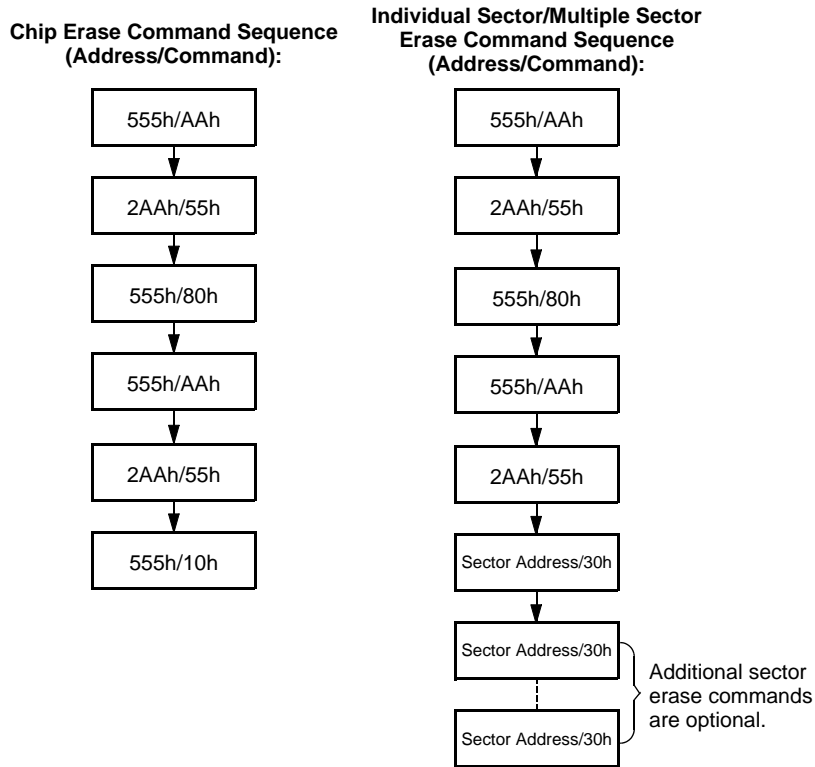 Chip Erase Command Sequence
(Address/Command):
555h/AAh
2AAh/55h
555h/80h
555h/AAh
2AAh/55h
555h/10h
Individual Sector/Multiple Sector
Erase Command Sequence
(Address/Command):
555h/AAh
2AAh/55h
555h/80h
555h/AAh
2AAh/55h
Sector Address/30h
Sector Address/30h
Sector Address/30h
Additional sector
erase commands
are optional.